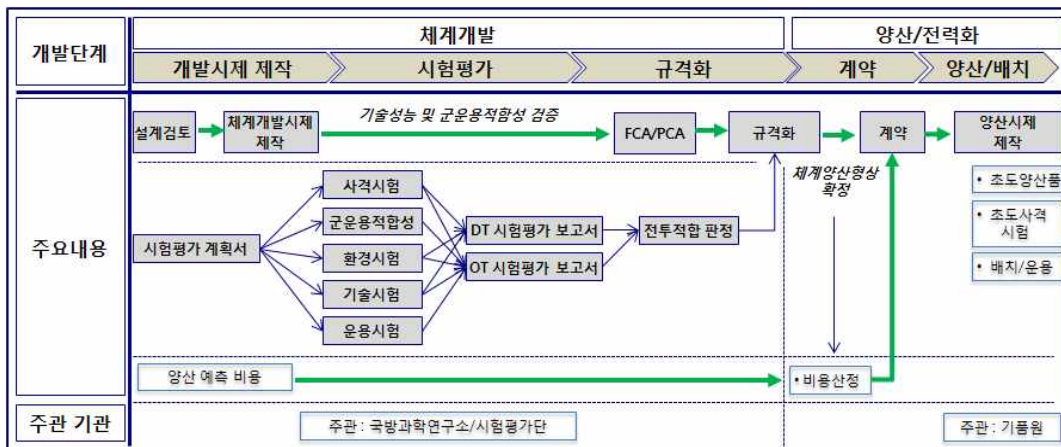 개발단계
체계개발
양산/전력화
개발시제 제작
시험평가
규격화
계약
양산/배치
주요내용
설계검토
체계개발시제
제작
기술성능 및 군운용적합성 검증
FCA/PCA
규격화
계약
양산시제
제작
체계양산형상
확정
• 초도양산품
• 초도사격
시험
• 배치/운용
시험평가 계획서
사격시험
군운용적합성
환경시험
기술시험
운용시험
DT 시험평가 보고서
OT 시험평가 보고서
전투적합 판정
양산 예측 비용
• 비용산정
주관 기관
주관 : 국방과학연구소/시험평가단
주관 : 기품원